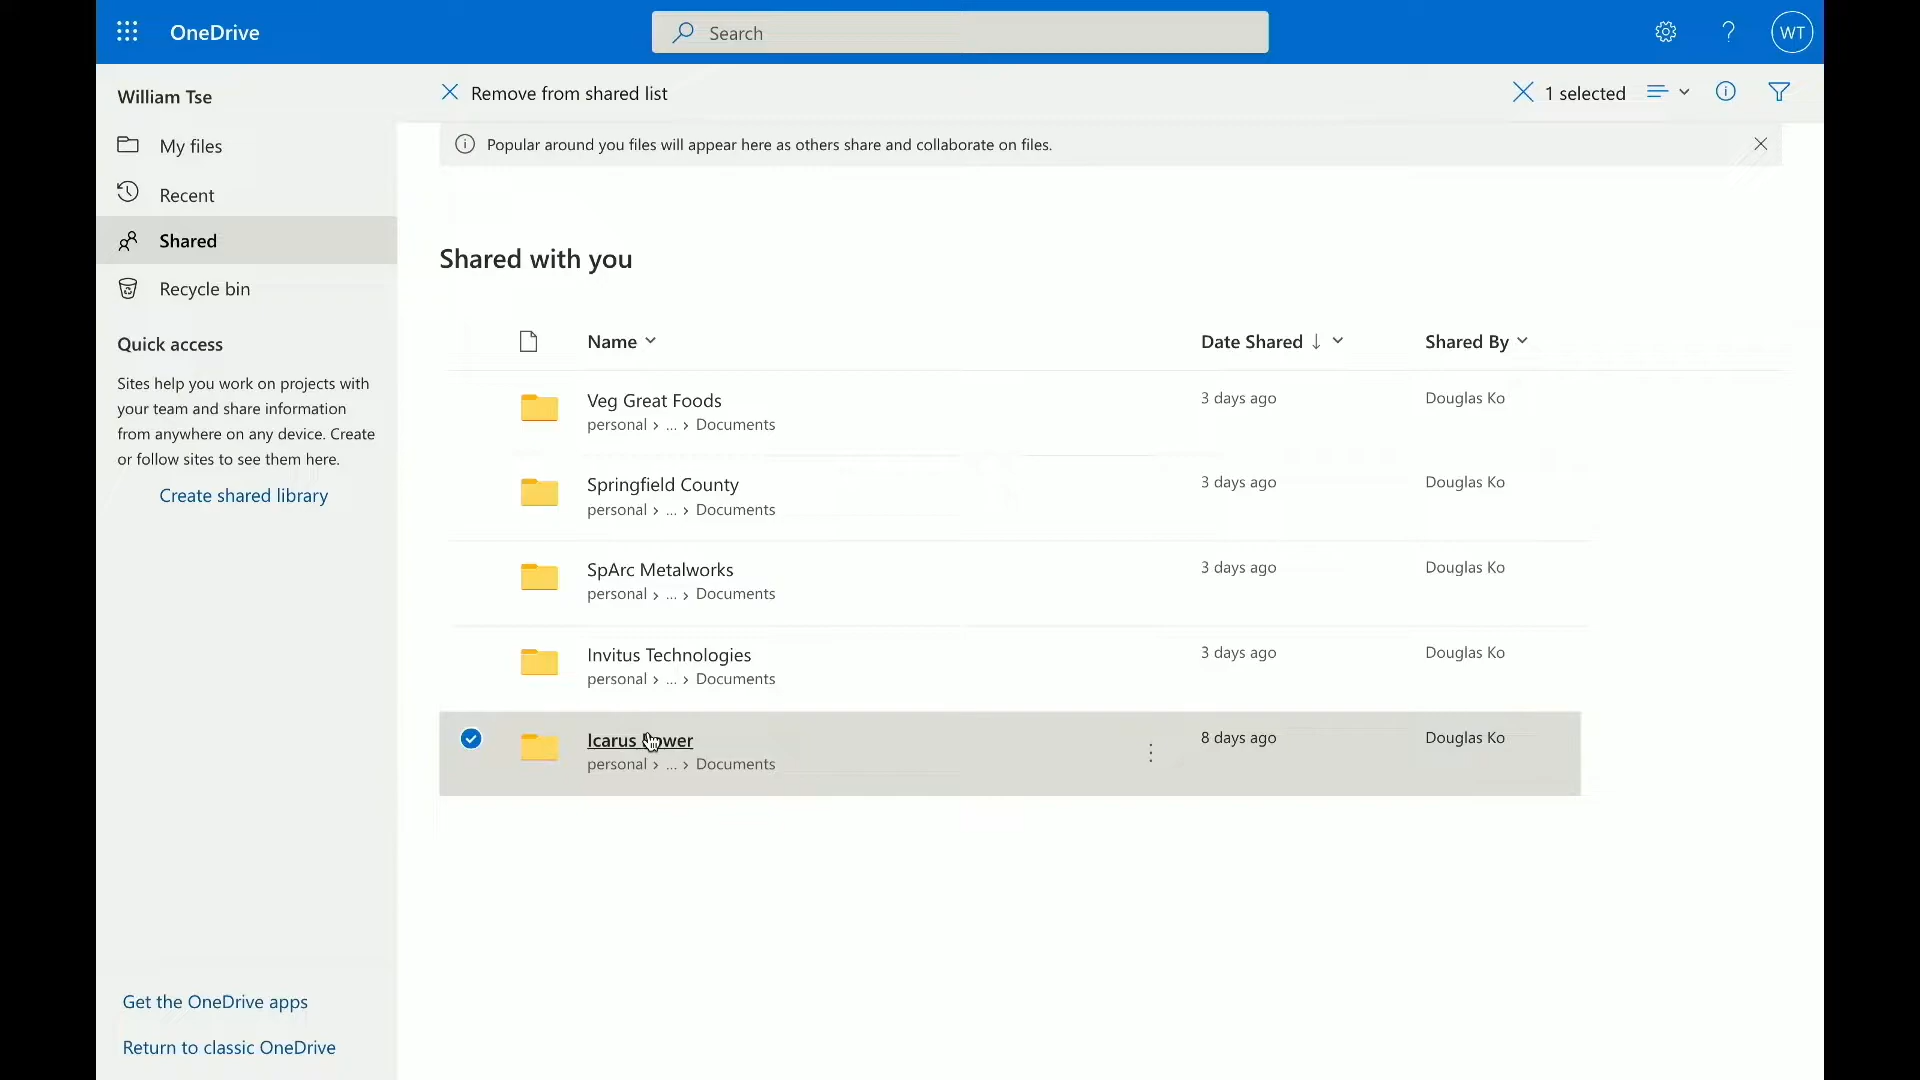 OneDrive
Search
WT
William Tse
My files
Recent
Shared
Recycle bin
Quick access
Sites help you work on projects with
your team and share information
from anywhere on any device. Create
or follow sites to see them here.
Create shared library
Get the OneDrive apps
Return to classic OneDrive
Remove from shared list
1 selected
Popular around you files will appear here as others share and collaborate on files.
Shared with you
Name Date Shared Shared By
Veg Great Foods 3 days ago Douglas Ko
personal > ... > Documents
Springfield County 3 days ago Douglas Ko
personal > ... > Documents
SpArc Metalworks 3 days ago Douglas Ko
personal > ... > Documents
Invitus Technologies 3 days ago Douglas Ko
personal > ... > Documents
Icarus Power 8 days ago Douglas Ko
personal > ... > Documents